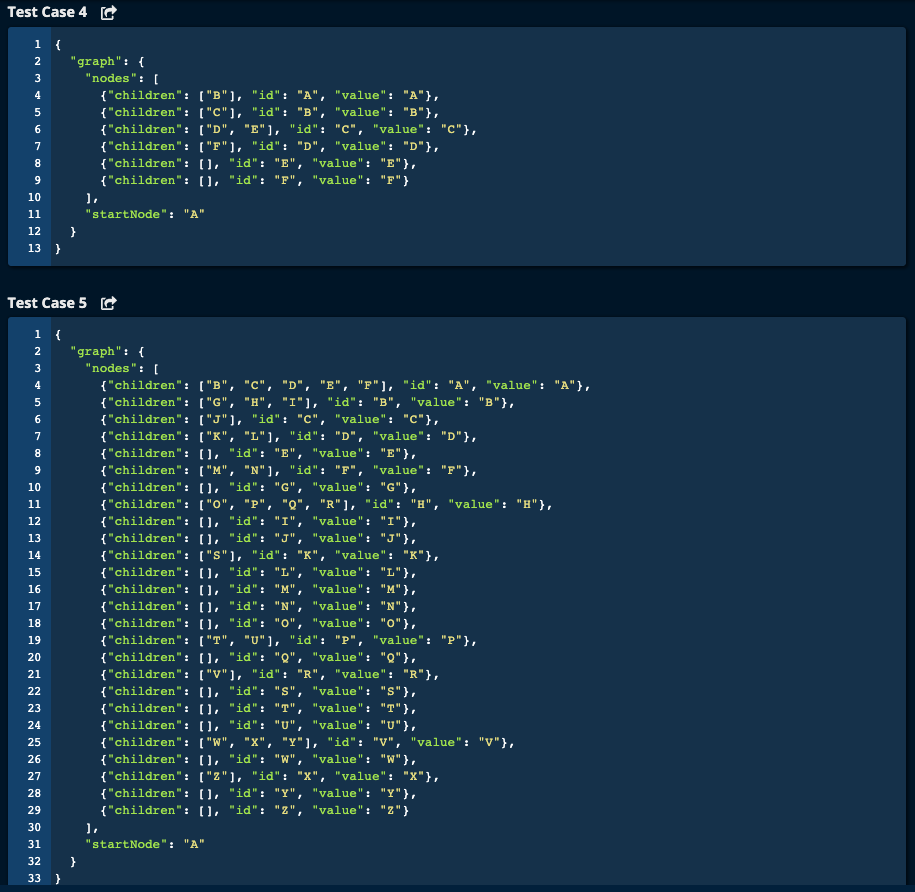 Test Case 4
1 {
2   "graph": {
3     "nodes": [
4       {"children": ["B"], "id": "A", "value": "A"},
5       {"children": ["C"], "id": "B", "value": "B"},
6       {"children": ["D", "E"], "id": "C", "value": "C"},
7       {"children": ["F"], "id": "D", "value": "D"},
8       {"children": [], "id": "E", "value": "E"},
9       {"children": [], "id": "F", "value": "F"}
10     ],
11     "startNode": "A"
12   }
13 }
Test Case 5
1 {
2   "graph": {
3     "nodes": [
4       {"children": ["B", "C", "D", "E", "F"], "id": "A", "value": "A"},
5       {"children": ["G", "H", "I"], "id": "B", "value": "B"},
6       {"children": ["J"], "id": "C", "value": "C"},
7       {"children": ["K", "L"], "id": "D", "value": "D"},
8       {"children": [], "id": "E", "value": "E"},
9       {"children": ["M", "N"], "id": "F", "value": "F"},
10       {"children": [], "id": "G", "value": "G"},
11       {"children": ["O", "P", "Q", "R"], "id": "H", "value": "H"},
12       {"children": [], "id": "I", "value": "I"},
13       {"children": [], "id": "J", "value": "J"},
14       {"children": ["S"], "id": "K", "value": "K"},
15       {"children": [], "id": "L", "value": "L"},
16       {"children": [], "id": "M", "value": "M"},
17       {"children": [], "id": "N", "value": "N"},
18       {"children": [], "id": "O", "value": "O"},
19       {"children": ["T", "U"], "id": "P", "value": "P"},
20       {"children": [], "id": "Q", "value": "Q"},
21       {"children": ["V"], "id": "R", "value": "R"},
22       {"children": [], "id": "S", "value": "S"},
23       {"children": [], "id": "T", "value": "T"},
24       {"children": [], "id": "U", "value": "U"},
25       {"children": ["W", "X", "Y"], "id": "V", "value": "V"},
26       {"children": [], "id": "W", "value": "W"},
27       {"children": ["Z"], "id": "X", "value": "X"},
28       {"children": [], "id": "Y", "value": "Y"},
29       {"children": [], "id": "Z", "value": "Z"}
30     ],
31     "startNode": "A"
32   }
33 }